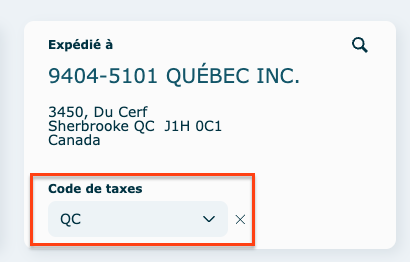 Expédié à
9404-5101 QUÉBEC INC.
3450, Du Cerf
Sherbrooke QC  J1H 0C1
Canada
Code de taxes
QC